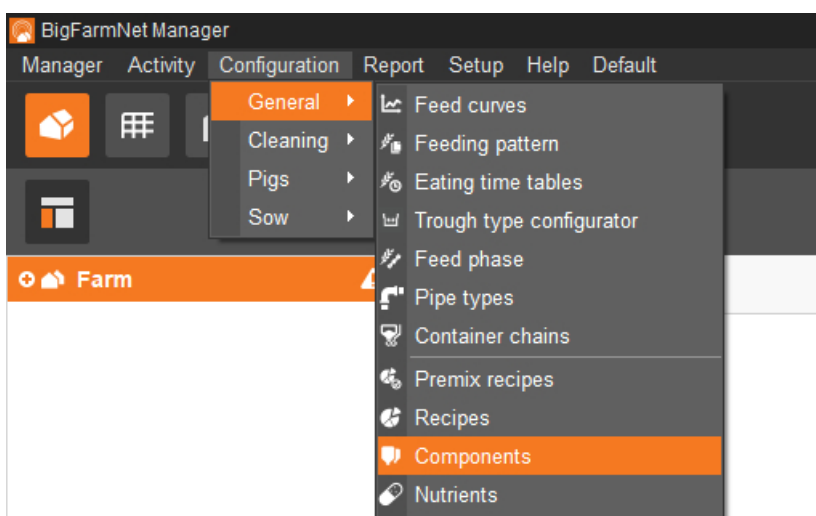 BigFarmNet Manager
Manager Activity Configuration Report Setup Help Default
General
Cleaning
Pigs
Sow
Feed curves
Feeding pattern
Eating time tables
Trough type configurator
Feed phase
Pipe types
Container chains
Premix recipes
Recipes
Components
Nutrients
Farm